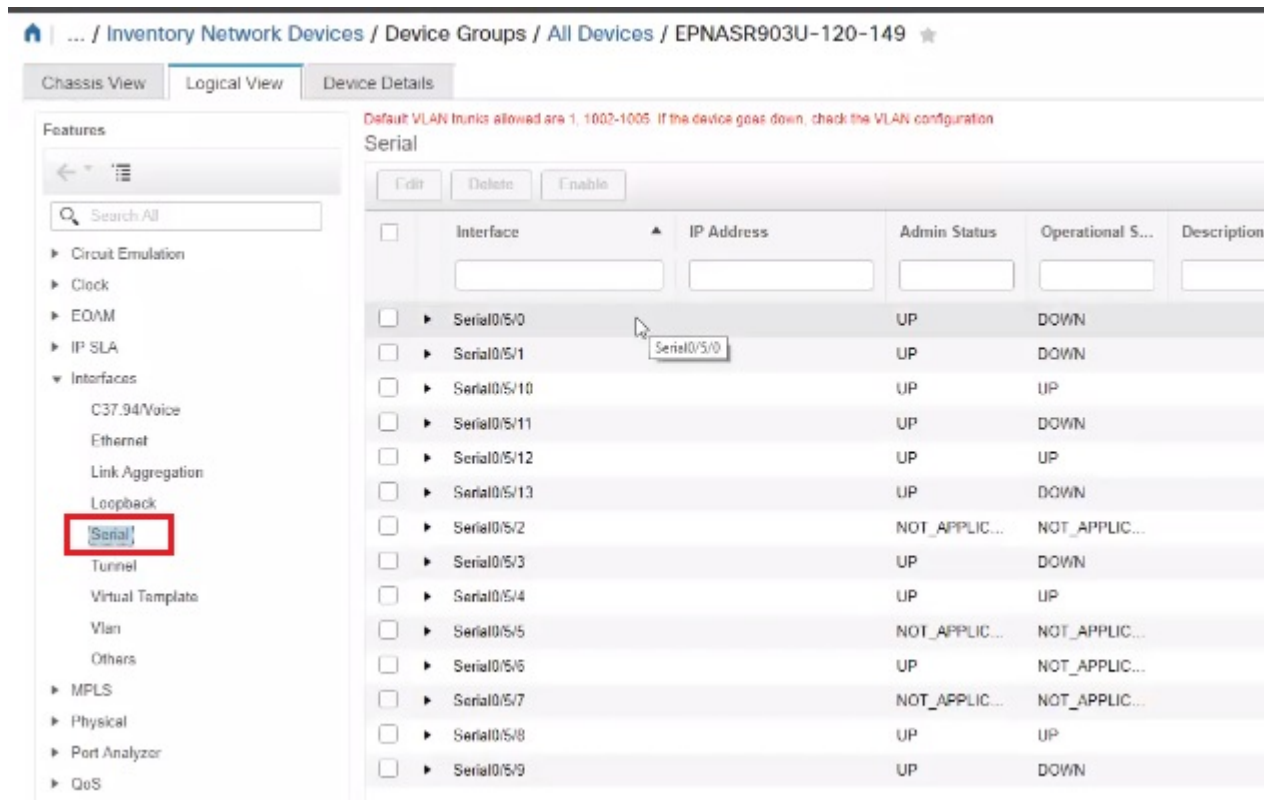 ... / Inventory Network Devices / Device Groups / All Devices / EPNASR903U-120-149
Chassis View Logical View Device Details
Features
Search All
Circuit Emulation
Clock
EOAM
IP SLA
Interfaces
C37.94/Voice
Ethernet
Link Aggregation
Loopback
Serial
Tunnel
Virtual Template
Vlan
Others
MPLS
Physical
Port Analyzer
QoS
Default VLAN trunks allowed are 1, 1002-1005. If the device goes down, check the VLAN configuration
Serial
Edit Delete Enable
Interface IP Address Admin Status Operational S... Description
Serial0/5/0 UP DOWN
Serial0/5/0
Serial0/5/1 UP DOWN
Serial0/5/10 UP UP
Serial0/5/11 UP DOWN
Serial0/5/12 UP UP
Serial0/5/13 UP DOWN
Serial0/5/2 NOT_APPLIC... NOT_APPLIC...
Serial0/5/3 UP DOWN
Serial0/5/4 UP UP
Serial0/5/5 NOT_APPLIC... NOT_APPLIC...
Serial0/5/6 UP NOT_APPLIC...
Serial0/5/7 NOT_APPLIC... NOT_APPLIC...
Serial0/5/8 UP UP
Serial0/5/9 UP DOWN